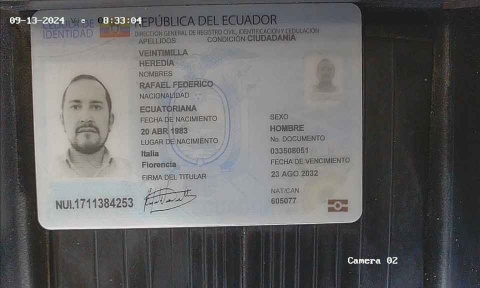 09-13-2024
8:33:04
REPÚBLICA DEL ECUADOR
DIRECCIÓN GENERAL DE REGISTRO CIVIL, IDENTIFICACIÓN Y CEDULACIÓN
IDENTIDAD
APELLIDOS
CONDICIÓN CIUDADANÍA
VEINTIMILLA
HEREDIA
NOMBRES
RAFAEL FEDERICO
NACIONALIDAD
ECUATORIANA
FECHA DE NACIMIENTO
20 ABR 1983
LUGAR DE NACIMIENTO
Italia
Florencia
FIRMA DEL TITULAR
SEXO
HOMBRE
No. DOCUMENTO
033508051
FECHA DE VENCIMIENTO
23 AGO 2032
NAT/CAN
605077
NUI.1711384253
Camera 02